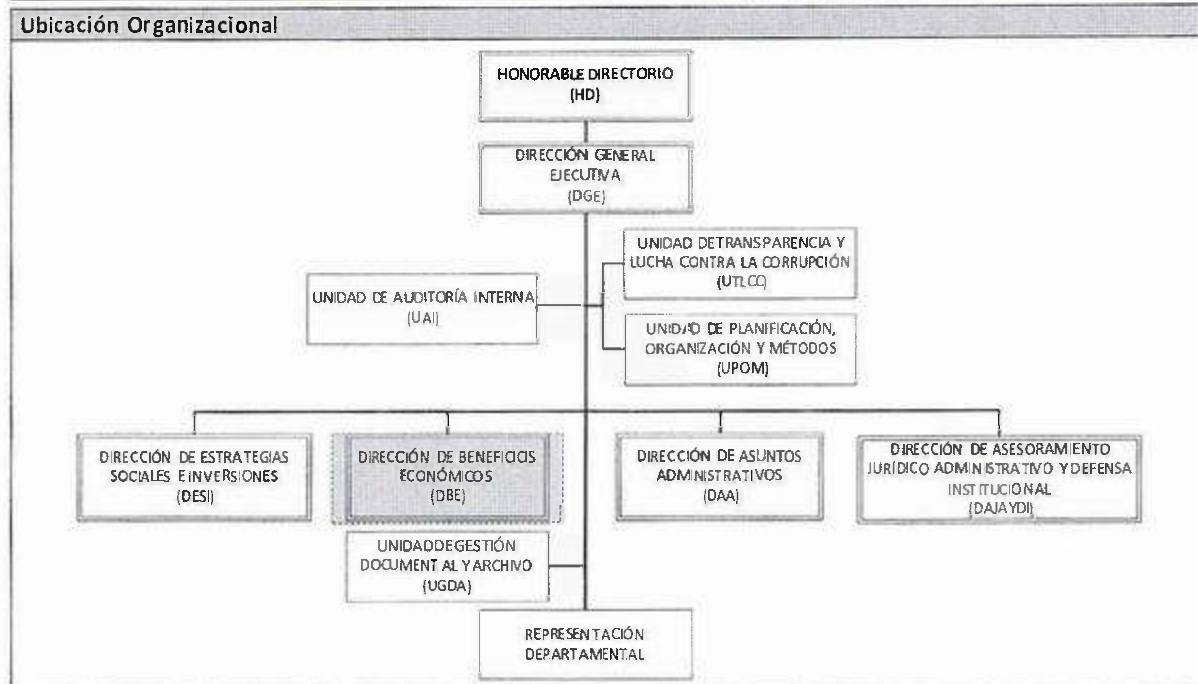 Ubicación Organizacional
HONORABLE DIRECTORIO
(HD)
DIRECCIÓN GENERAL
EJECUTIVA
(DGE)
UNIDAD DE TRANSPARENCIA Y
LUCHA CONTRA LA CORRUPCIÓN
(UTLCC)
UNIDAD DE AUDITORÍA INTERNA
(UAI)
UNIDAD DE PLANIFICACIÓN,
ORGANIZACIÓN Y MÉTODOS
(UPOM)
DIRECCIÓN DE ESTRATEGIAS
SOCIALES E INVERSIONES
(DESI)
DIRECCIÓN DE BENEFICIOS
ECONÓMICOS
(DBE)
DIRECCIÓN DE ASUNTOS
ADMINISTRATIVOS
(DAA)
DIRECCIÓN DE ASESORAMIENTO
JURÍDICO ADMINISTRATIVO Y DEFENSA
INSTITUCIONAL
(DAJAYDI)
UNIDAD DE GESTIÓN
DOCUMENTAL Y ARCHIVO
(UGDA)
REPRESENTACIÓN
DEPARTAMENTAL